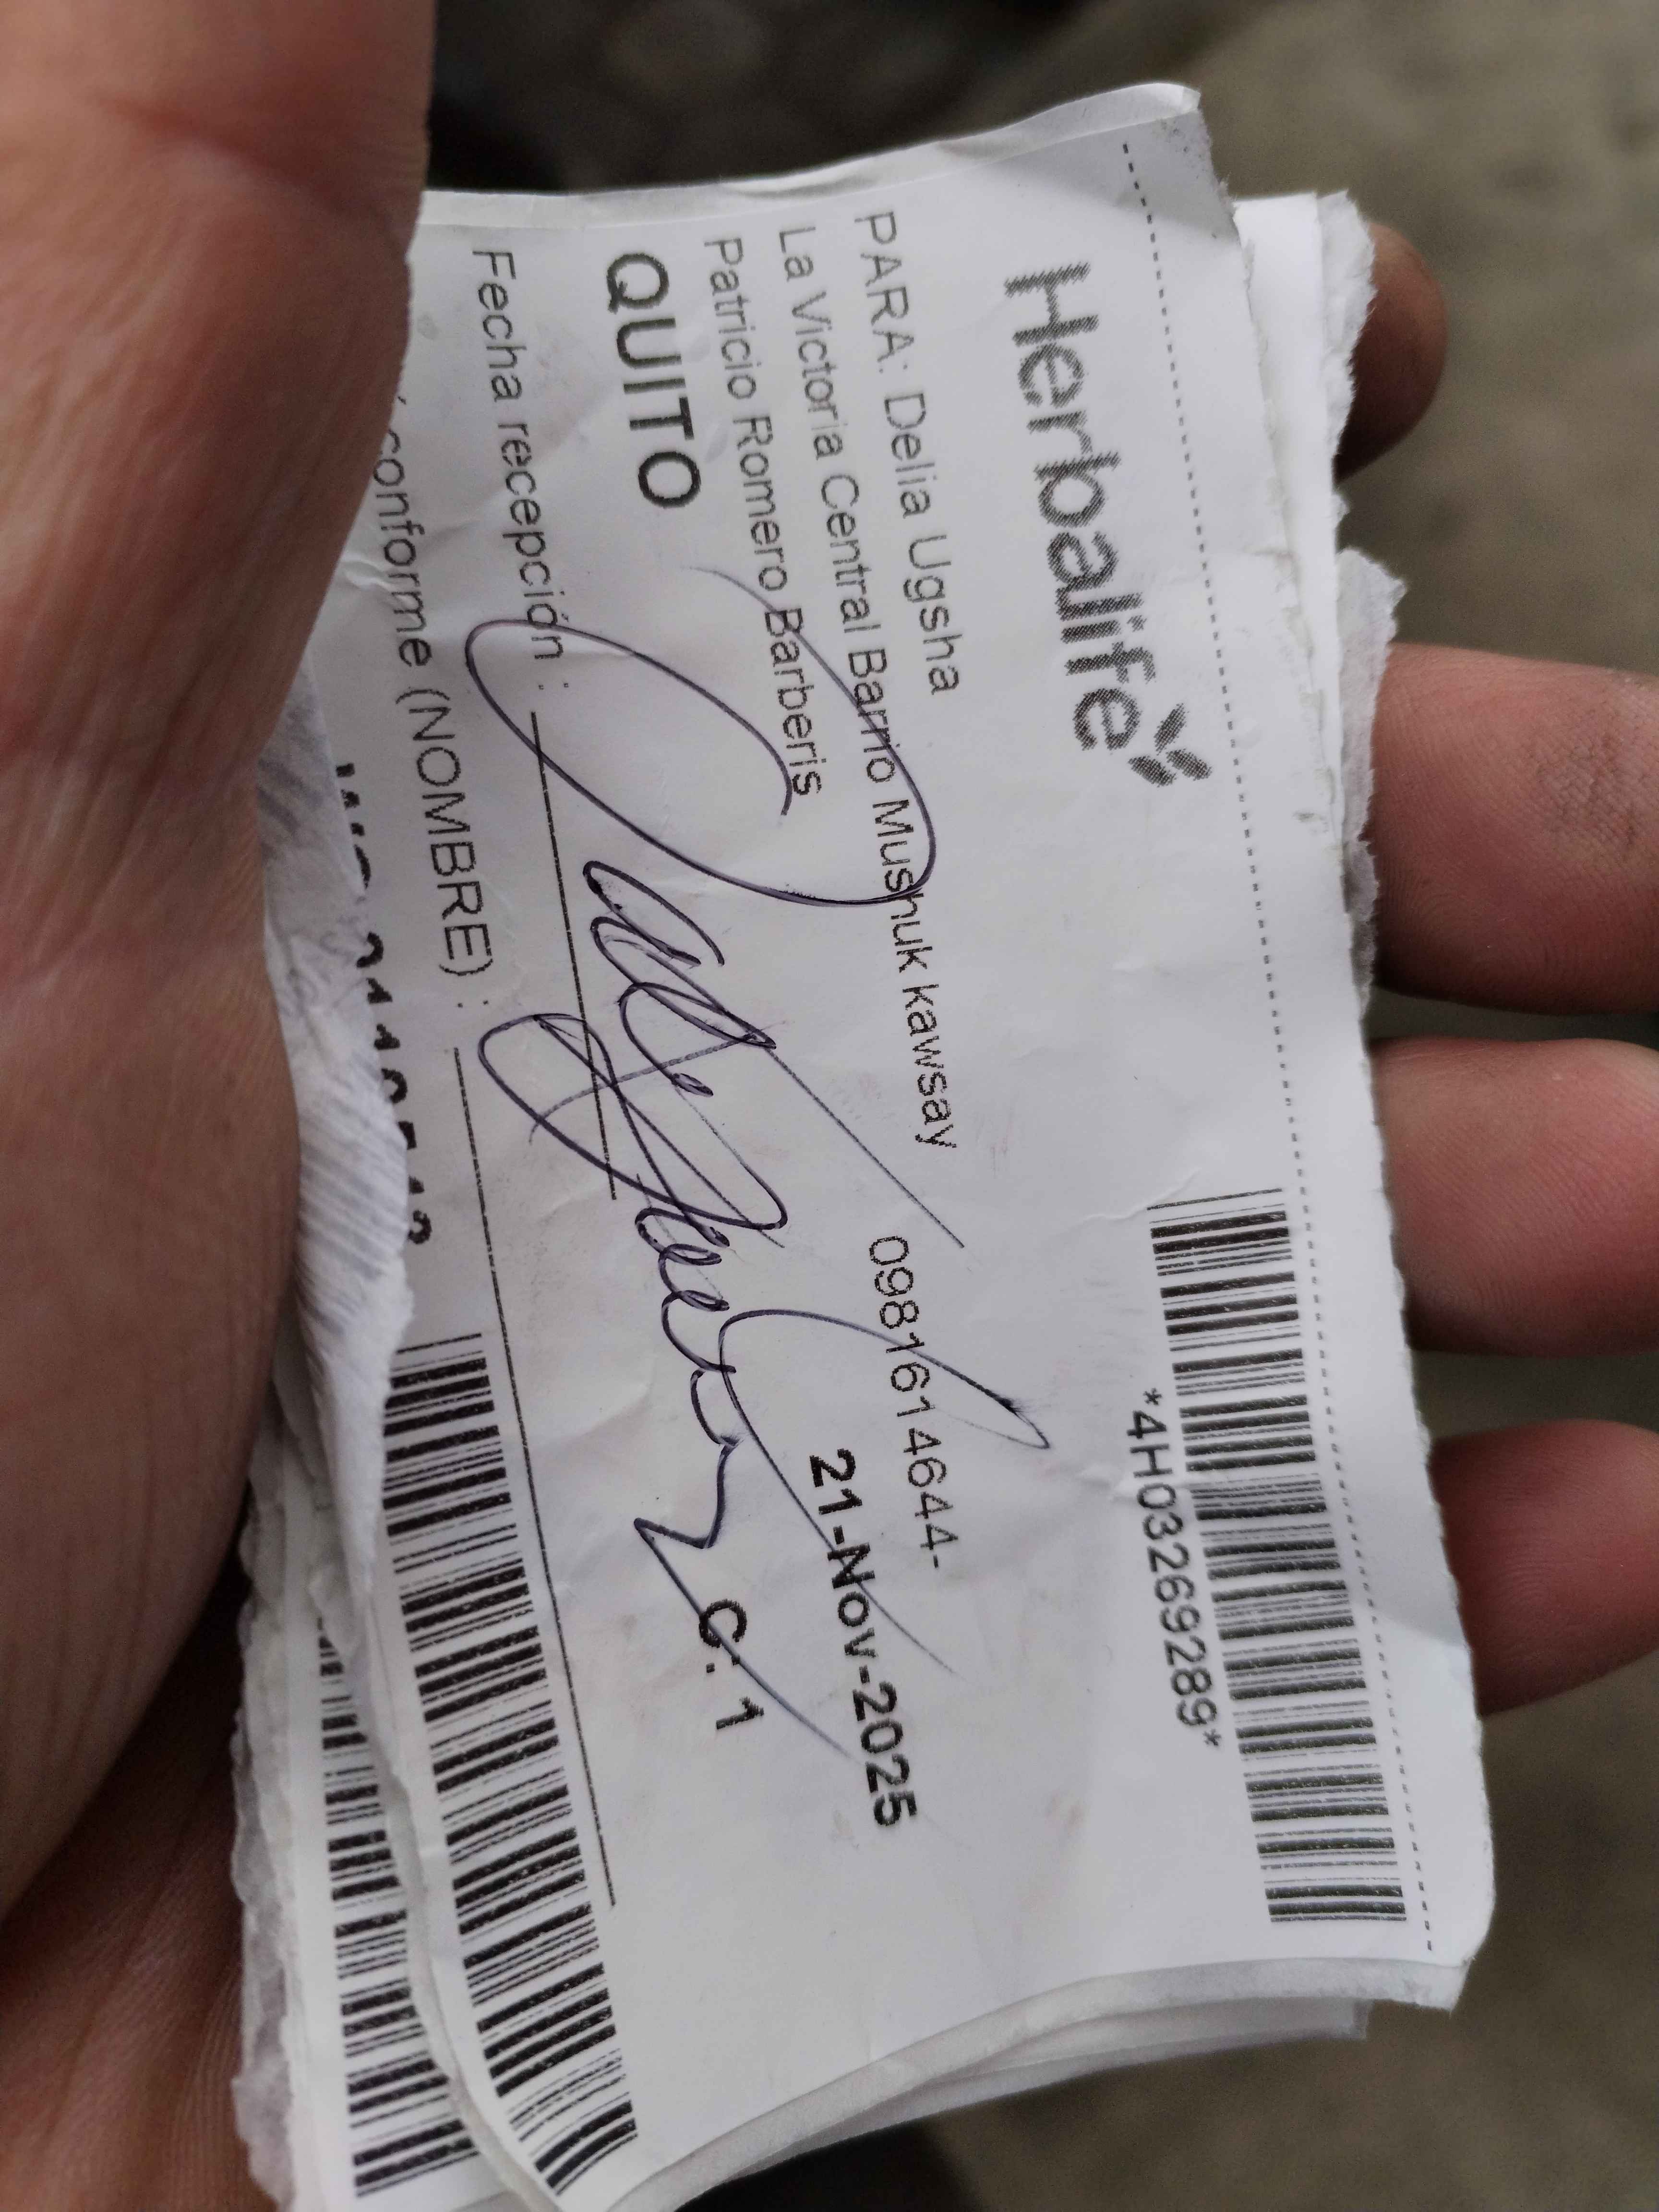 Herbalife
*4H03269289*
PARA: Delia Ugsha
La Victoria Central Barrio Mushuk kawsay 0981614644-
Patricio Romero Barberis 21-Nov-2025
QUITO C: 1
Fecha recepción :
conforme (NOMBRE) :